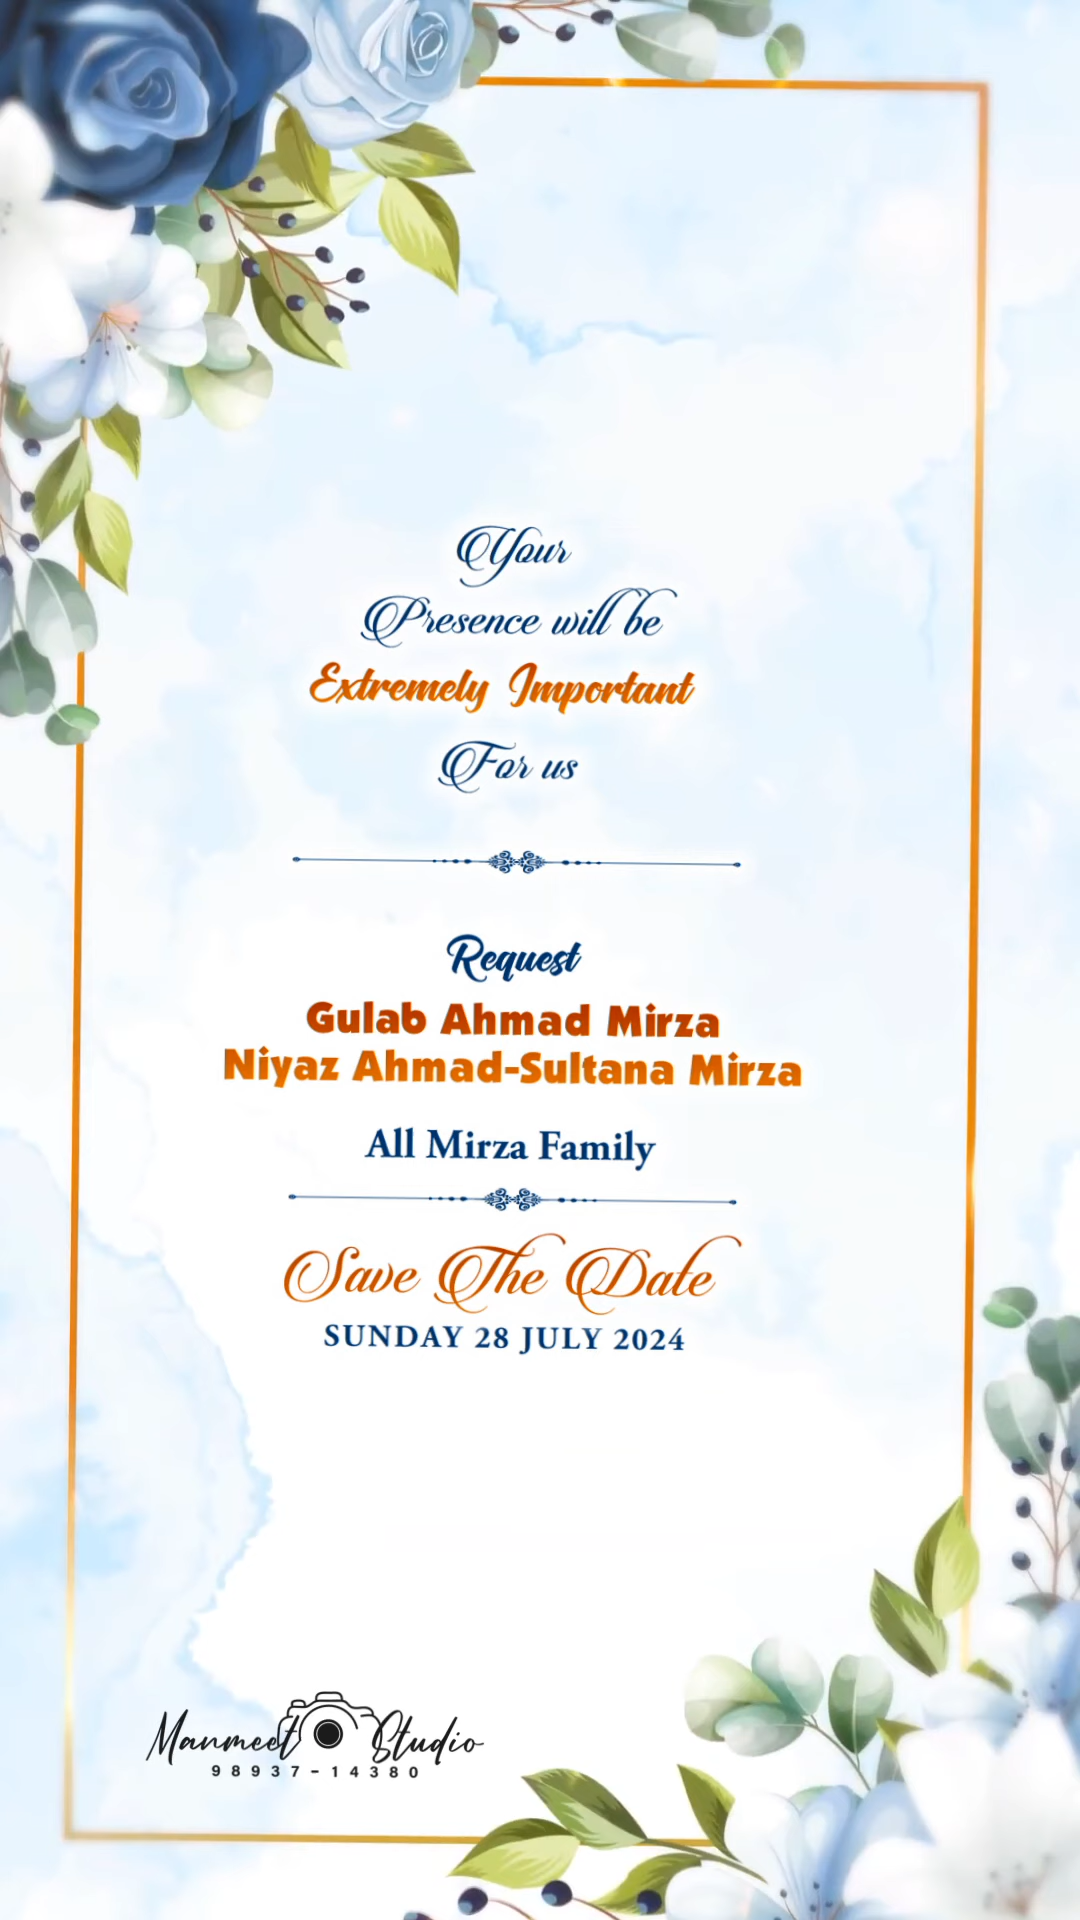 Your
Presence will be
Extremely Important
For us
Request
Gulab Ahmad Mirza
Niyaz Ahmad-Sultana Mirza
All Mirza Family
Save The Date
SUNDAY 28 JULY 2024
Manmeet Studio
98937-14380